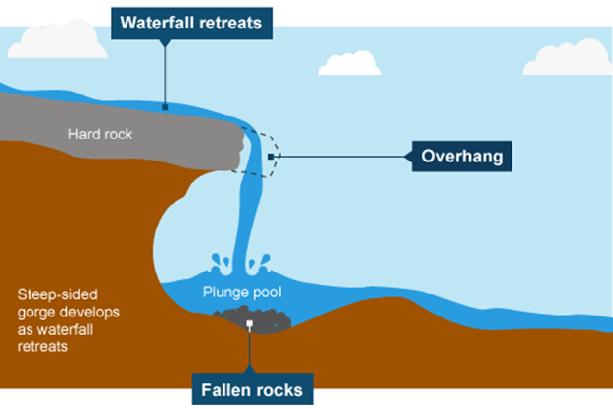 Waterfall retreats
Hard rock
Overhang
Plunge pool
Steep-sided
gorge develops
as waterfall
retreats
Fallen rocks